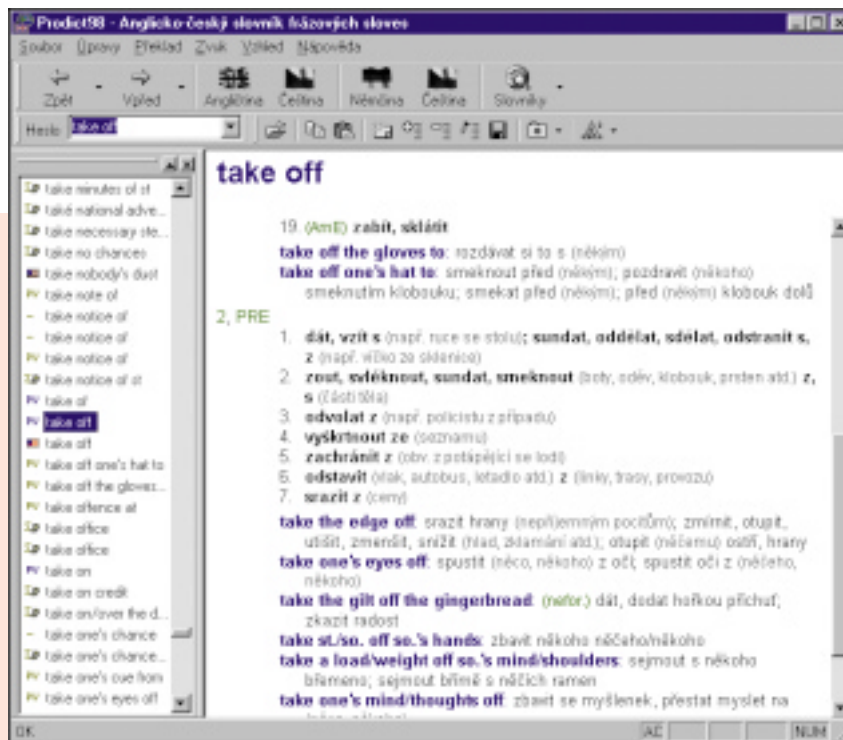 Prodict98 - Anglicko-český slovník frázových sloves
Soubor Úpravy Překlad Zvuk Vzhled Nápověda
Zpět Vpřed Angličtina Čeština Němčina Čeština Slovníky
Heslo take off
take minutes of st
take national adve...
take necessary ste...
take no chances
take nobody's dust
PV take note of
take notice of
take notice of
PV take notice of
take notice of st
PV take of
PV take off
take off
PV take off one's hat to
PV take off the gloves...
PV take offence at
take office
take office
PV take on
take on credit
take on/over the d...
take one's chance
take one's chance...
PV take one's cue from
PV take one's eyes off
take off
19. (AmE) zabít, sklátit
take off the gloves to: rozdávat si to s (někým)
take off one's hat to: smeknout před (někým); pozdravit (někoho)
smeknutím klobouku; smekat před (někým); před (někým) klobouk dolů
2, PRE
1. dát, vzít s (např. ruce se stolu); sundat, oddělat, sdělat, odstranit s,
z (např. víčko ze sklenice)
2. zout, svléknout, sundat, smeknout (boty, oděv, klobouk, prsten atd.) z,
s (části těla)
3. odvolat z (např. policistu z případu)
4. vyškrtnout ze (seznamu)
5. zachránit z (obv. z potápějící se lodi)
6. odstavit (vlak, autobus, letadlo atd.) z (linky, trasy, provozu)
7. srazit z (ceny)
take the edge off: srazit hrany (nepříjemným pocitům); zmírnit, otupit,
utišit, zmenšit, snížit (hlad, zklamání atd.); otupit (něčemu) ostří, hrany
take one's eyes off: spustit (něco, někoho) z očí; spustit oči z (něčeho,
někoho)
take the gilt off the gingerbread: (nefor.) dát, dodat hořkou příchuť;
zkazit radost
take st./so. off so.'s hands: zbavit někoho něčeho/někoho
take a load/weight off so.'s mind/shoulders: sejmout s někoho
břemeno; sejmout břímě s něčích ramen
take one's mind/thoughts off: zbavit se myšlenek, přestat myslet na
OK AC NUM